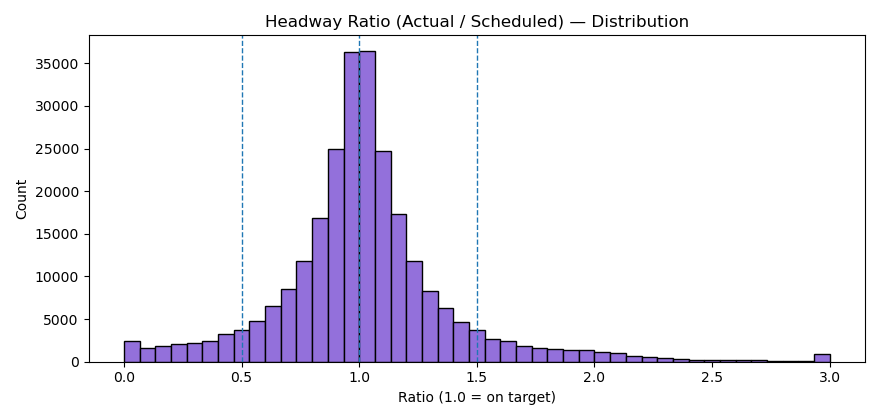 Headway Ratio (Actual / Scheduled) — Distribution
35000
30000
25000
20000
15000
10000
5000
0
Count
0.0 0.5 1.0 1.5 2.0 2.5 3.0
Ratio (1.0 = on target)